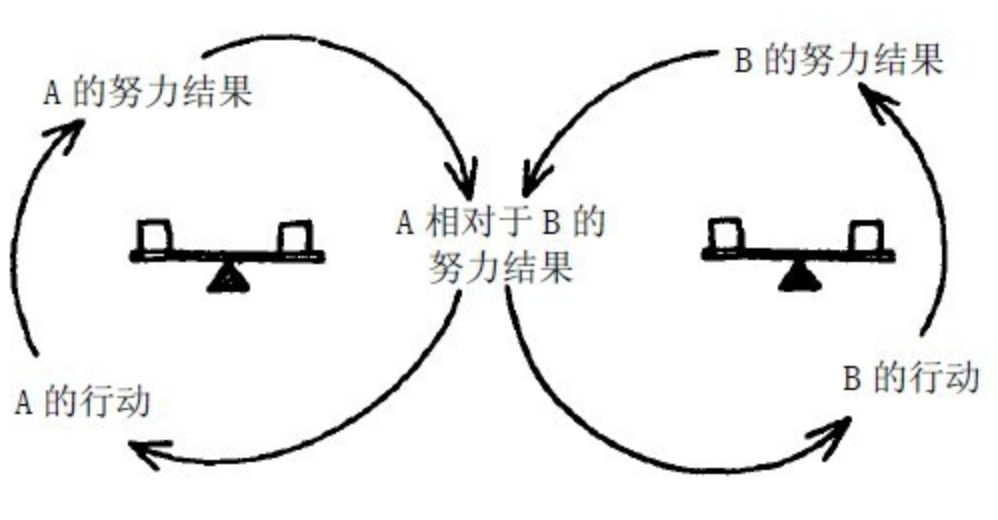 A 的努力结果
B 的努力结果
A 相对于 B 的
努力结果
A 的行动
B 的行动